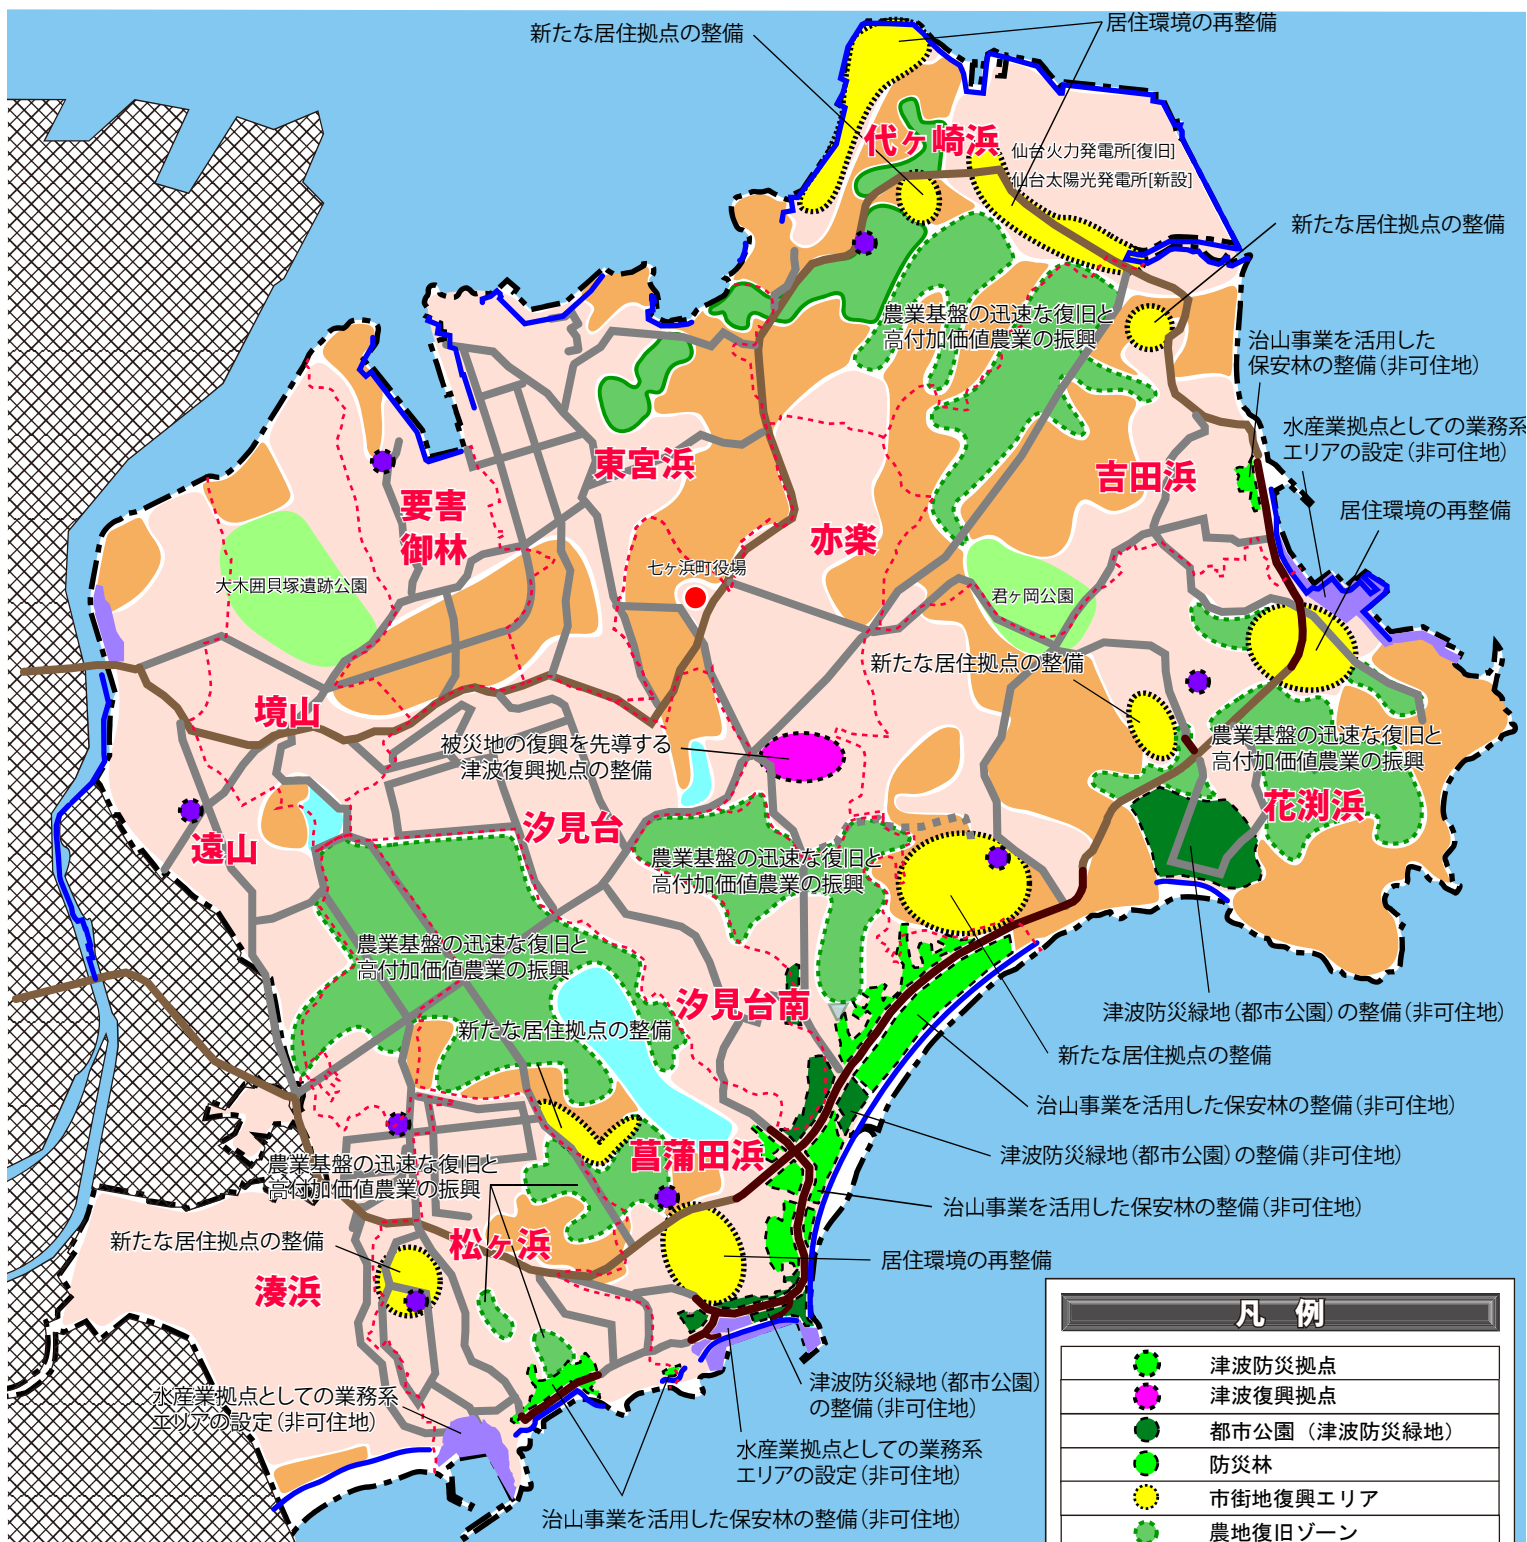 新たな居住拠点の整備
居住環境の再整備
代ヶ崎浜
仙台火力発電所[復旧]
仙台太陽光発電所[新設]
新たな居住拠点の整備
農業基盤の迅速な復旧と
高付加価値農業の振興
治山事業を活用した
保安林の整備(非可住地)
水産業拠点としての業務系
エリアの設定(非可住地)
居住環境の再整備
東宮浜
吉田浜
要害
御林
赤楽
七ヶ浜町役場
大木囲貝塚遺跡公園
君ヶ岡公園
新たな居住拠点の整備
境山
被災地の復興を先導する
津波復興拠点の整備
農業基盤の迅速な復旧と
高付加価値農業の振興
花渕浜
汐見台
遠山
農業基盤の迅速な復旧と
高付加価値農業の振興
農業基盤の迅速な復旧と
高付加価値農業の振興
汐見台南
新たな居住拠点の整備
津波防災緑地(都市公園)の整備(非可住地)
新たな居住拠点の整備
治山事業を活用した保安林の整備(非可住地)
津波防災緑地(都市公園)の整備(非可住地)
菖蒲田浜
農業基盤の迅速な復旧と
高付加価値農業の振興
治山事業を活用した保安林の整備(非可住地)
新たな居住拠点の整備
松ヶ浜
居住環境の再整備
湊浜
水産業拠点としての業務系
エリアの設定(非可住地)
津波防災緑地(都市公園)
の整備(非可住地)
水産業拠点としての業務系
エリアの設定(非可住地)
治山事業を活用した保安林の整備(非可住地)
凡 例
津波防災拠点
津波復興拠点
都市公園(津波防災緑地)
防災林
市街地復興エリア
農地復旧ゾーン